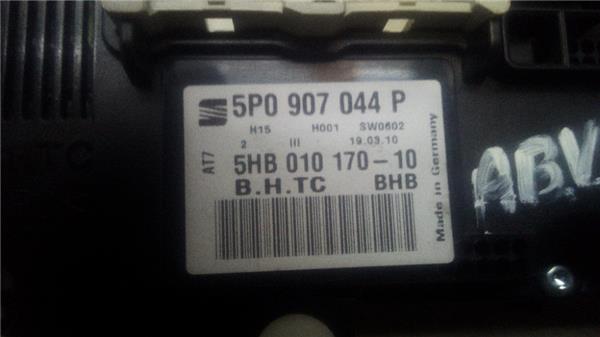 5P0 907 044 P
H15 H001 SW0602
2 III 19.03.10
AT7
5HB 010 170-10
B.H.TC BHB
Made in Germany
ABV